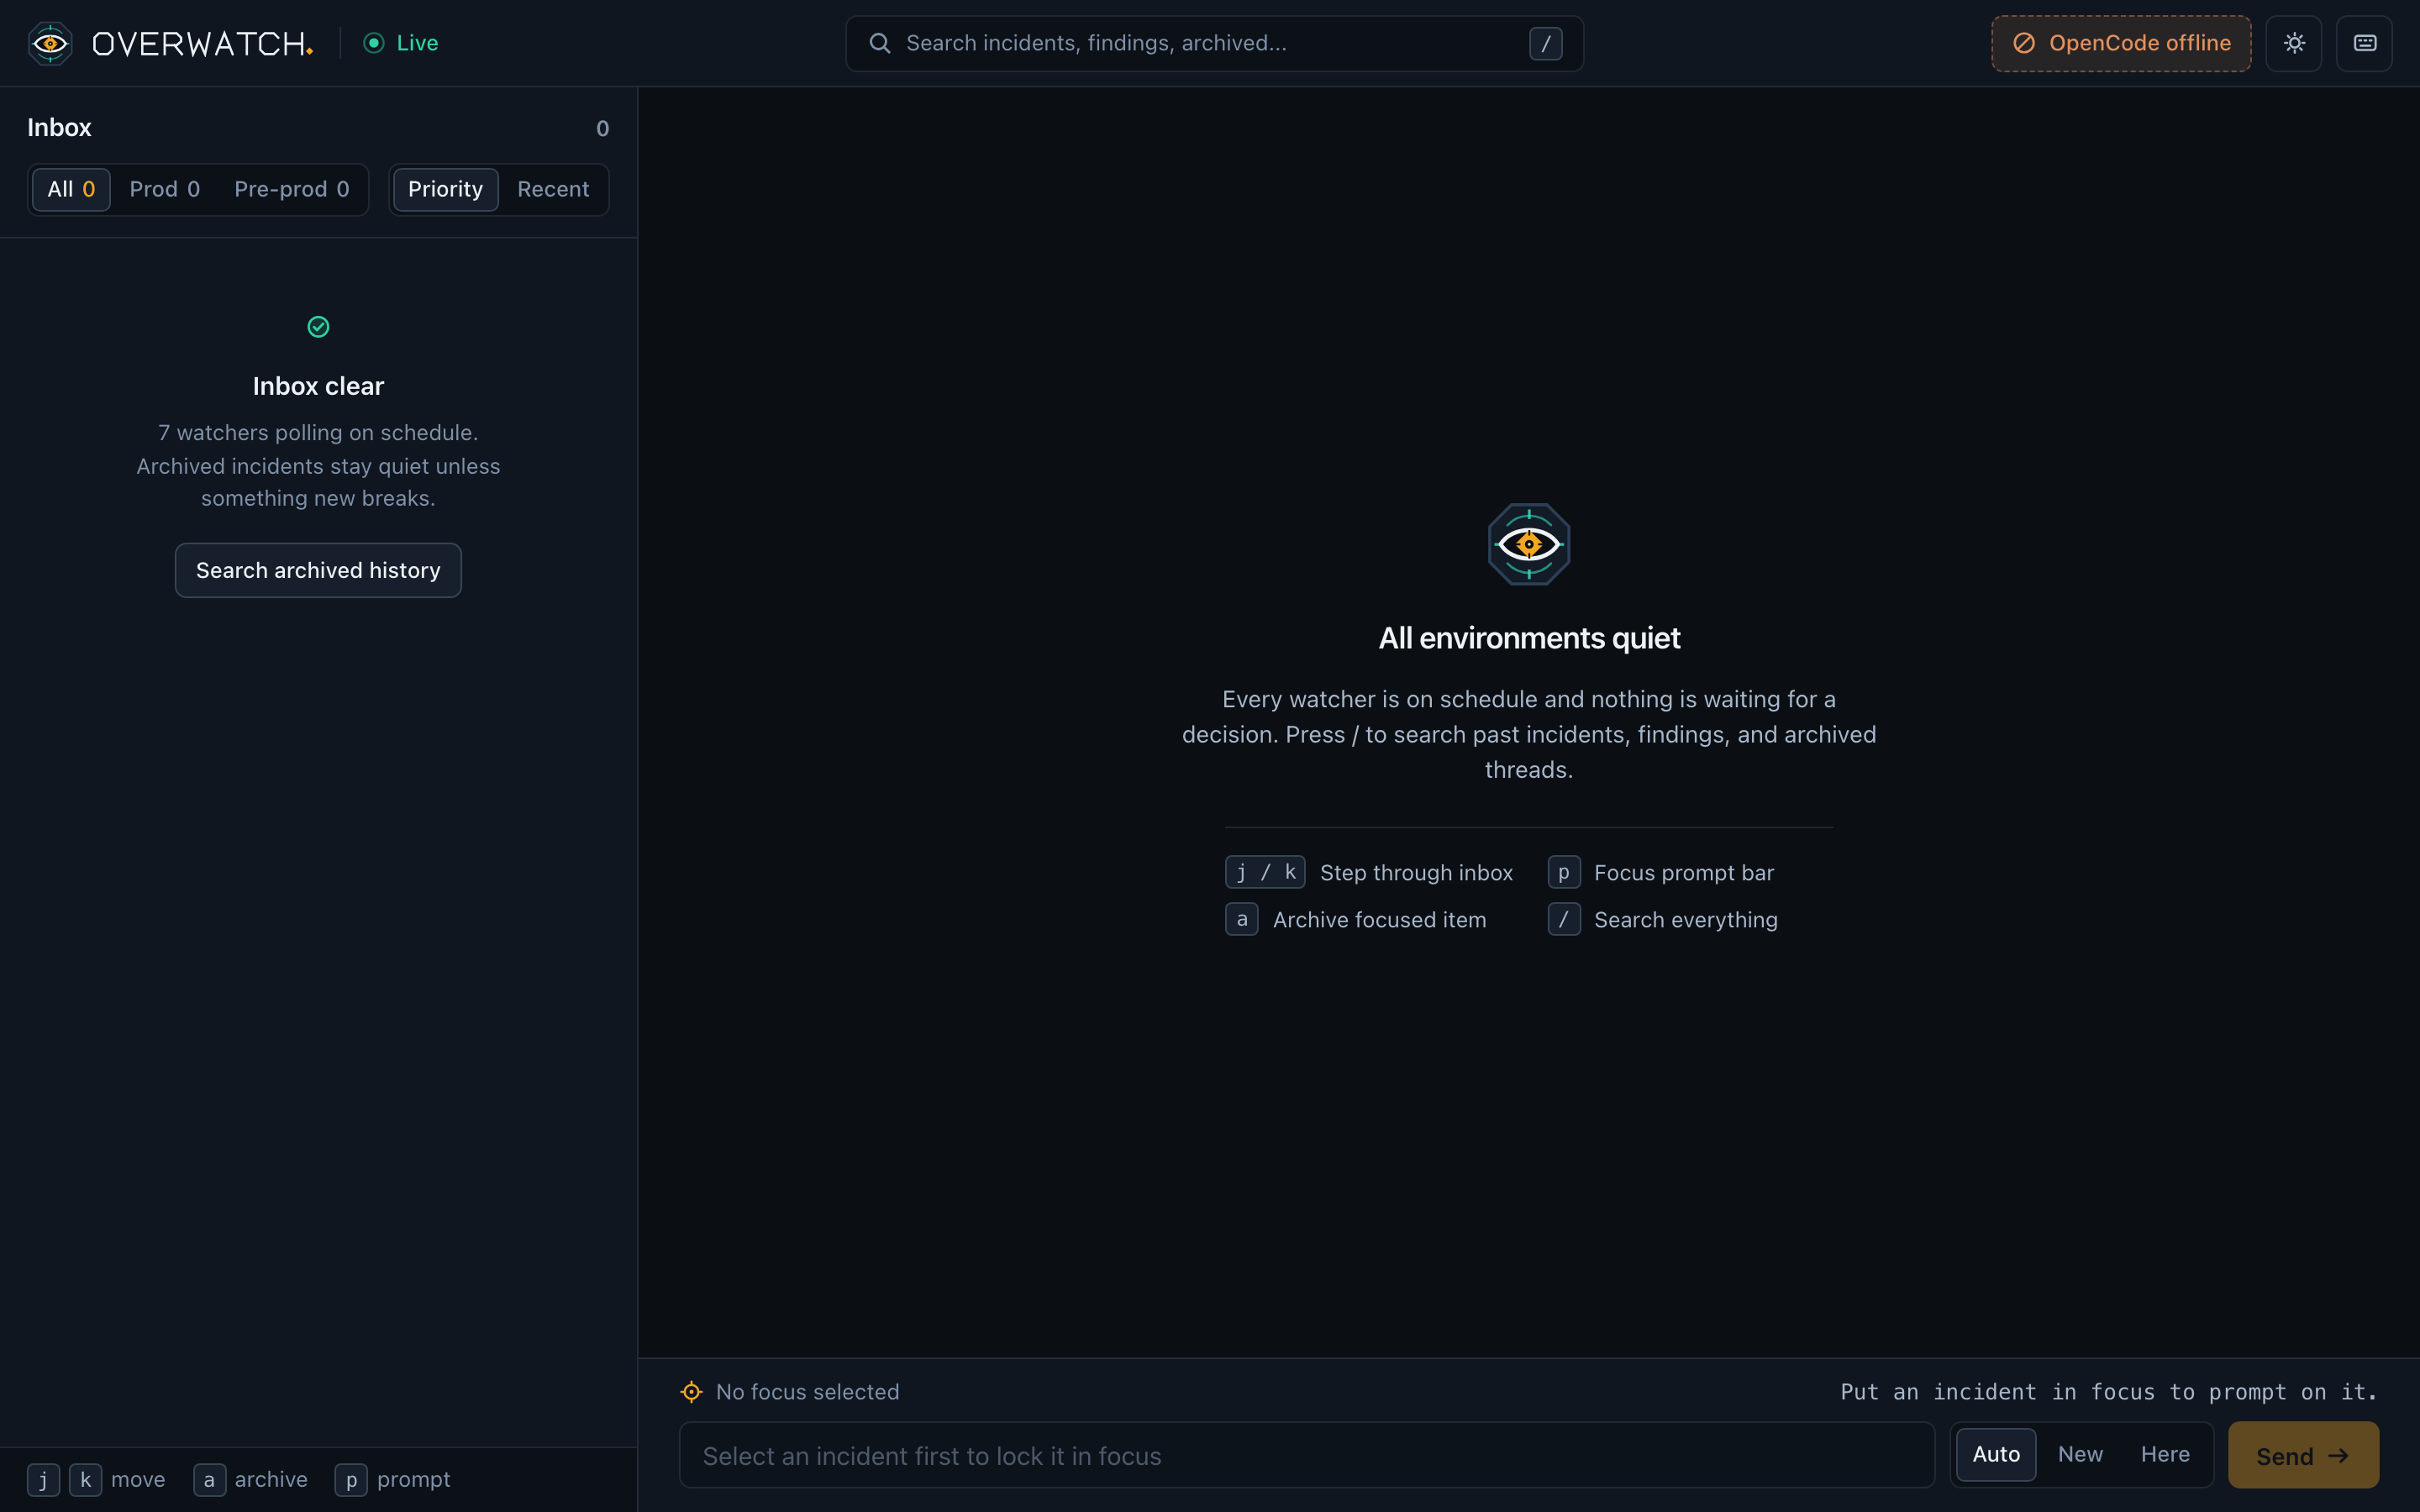 OVERWATCH.
Live
Search incidents, findings, archived...
/
OpenCode offline
Inbox
0
All 0 Prod 0 Pre-prod 0
Priority Recent
Inbox clear
7 watchers polling on schedule.
Archived incidents stay quiet unless
something new breaks.
Search archived history
All environments quiet
Every watcher is on schedule and nothing is waiting for a
decision. Press / to search past incidents, findings, and archived
threads.
j / k Step through inbox
p Focus prompt bar
a Archive focused item
/ Search everything
No focus selected
Put an incident in focus to prompt on it.
Select an incident first to lock it in focus
Auto New Here
Send →
j k move a archive p prompt